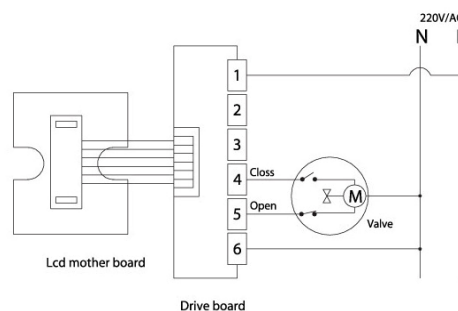 220V/AC
N
1
2
3
4
Closs
5
Open
6
M
Valve
Lcd mother board
Drive board